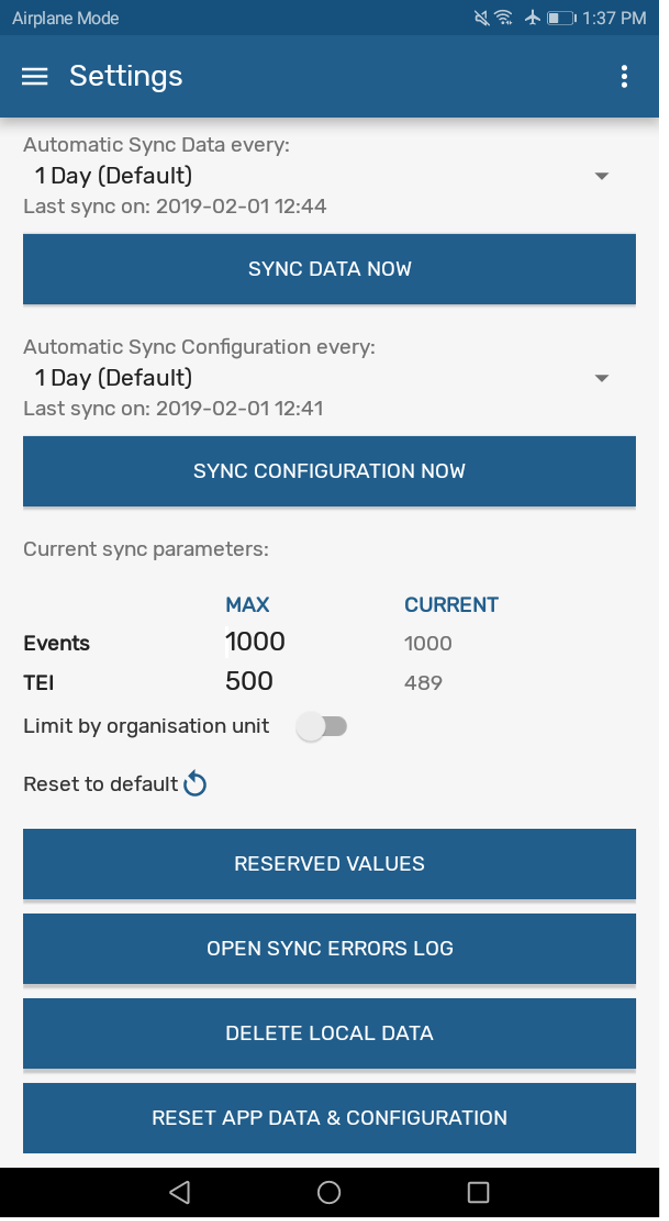 Airplane Mode 1:37 PM
Settings
Automatic Sync Data every:
1 Day (Default)
Last sync on: 2019-02-01 12:44
SYNC DATA NOW
Automatic Sync Configuration every:
1 Day (Default)
Last sync on: 2019-02-01 12:41
SYNC CONFIGURATION NOW
Current sync parameters:
MAX CURRENT
Events 1000 1000
TEI 500 489
Limit by organisation unit
Reset to default
RESERVED VALUES
OPEN SYNC ERRORS LOG
DELETE LOCAL DATA
RESET APP DATA & CONFIGURATION